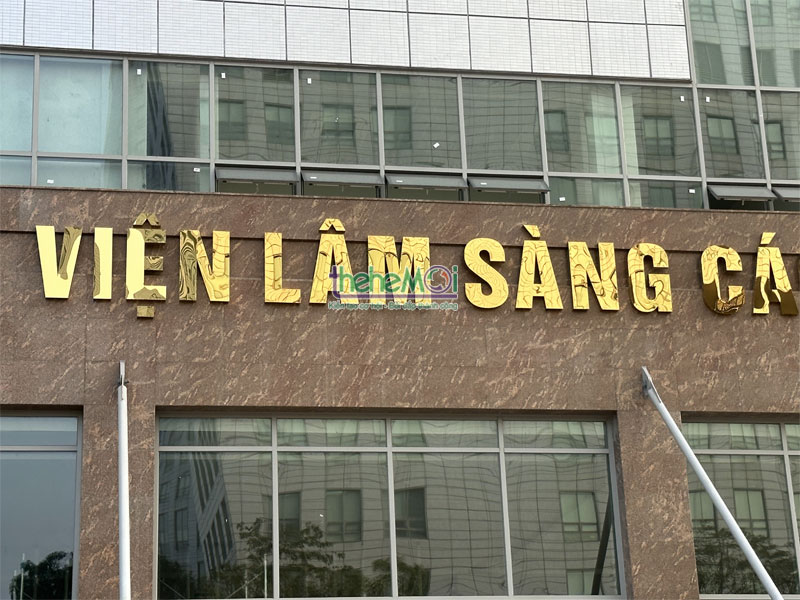 VIỆN LÂM SÀNG CÁ
thehemoi